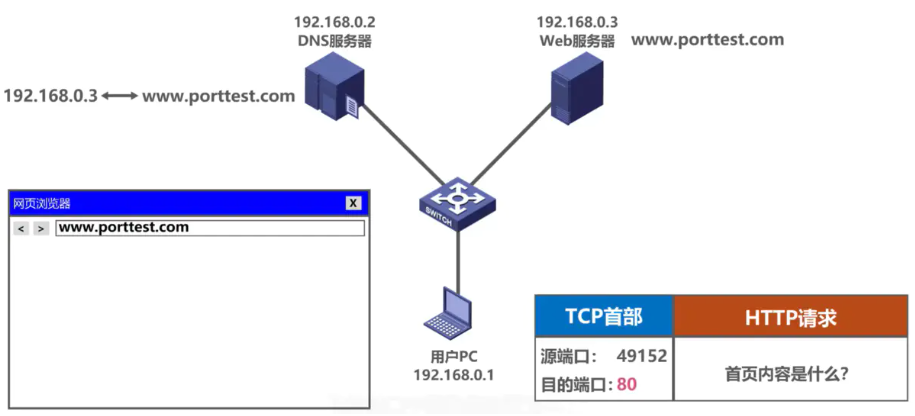 192.168.0.2
DNS服务器
192.168.0.3
Web服务器
www.porttest.com
192.168.0.3
www.porttest.com
SWITCH
网页浏览器
X
<
>
www.porttest.com
用户PC
192.168.0.1
TCP首部
HTTP请求
源端口： 49152
目的端口：80
首页内容是什么？